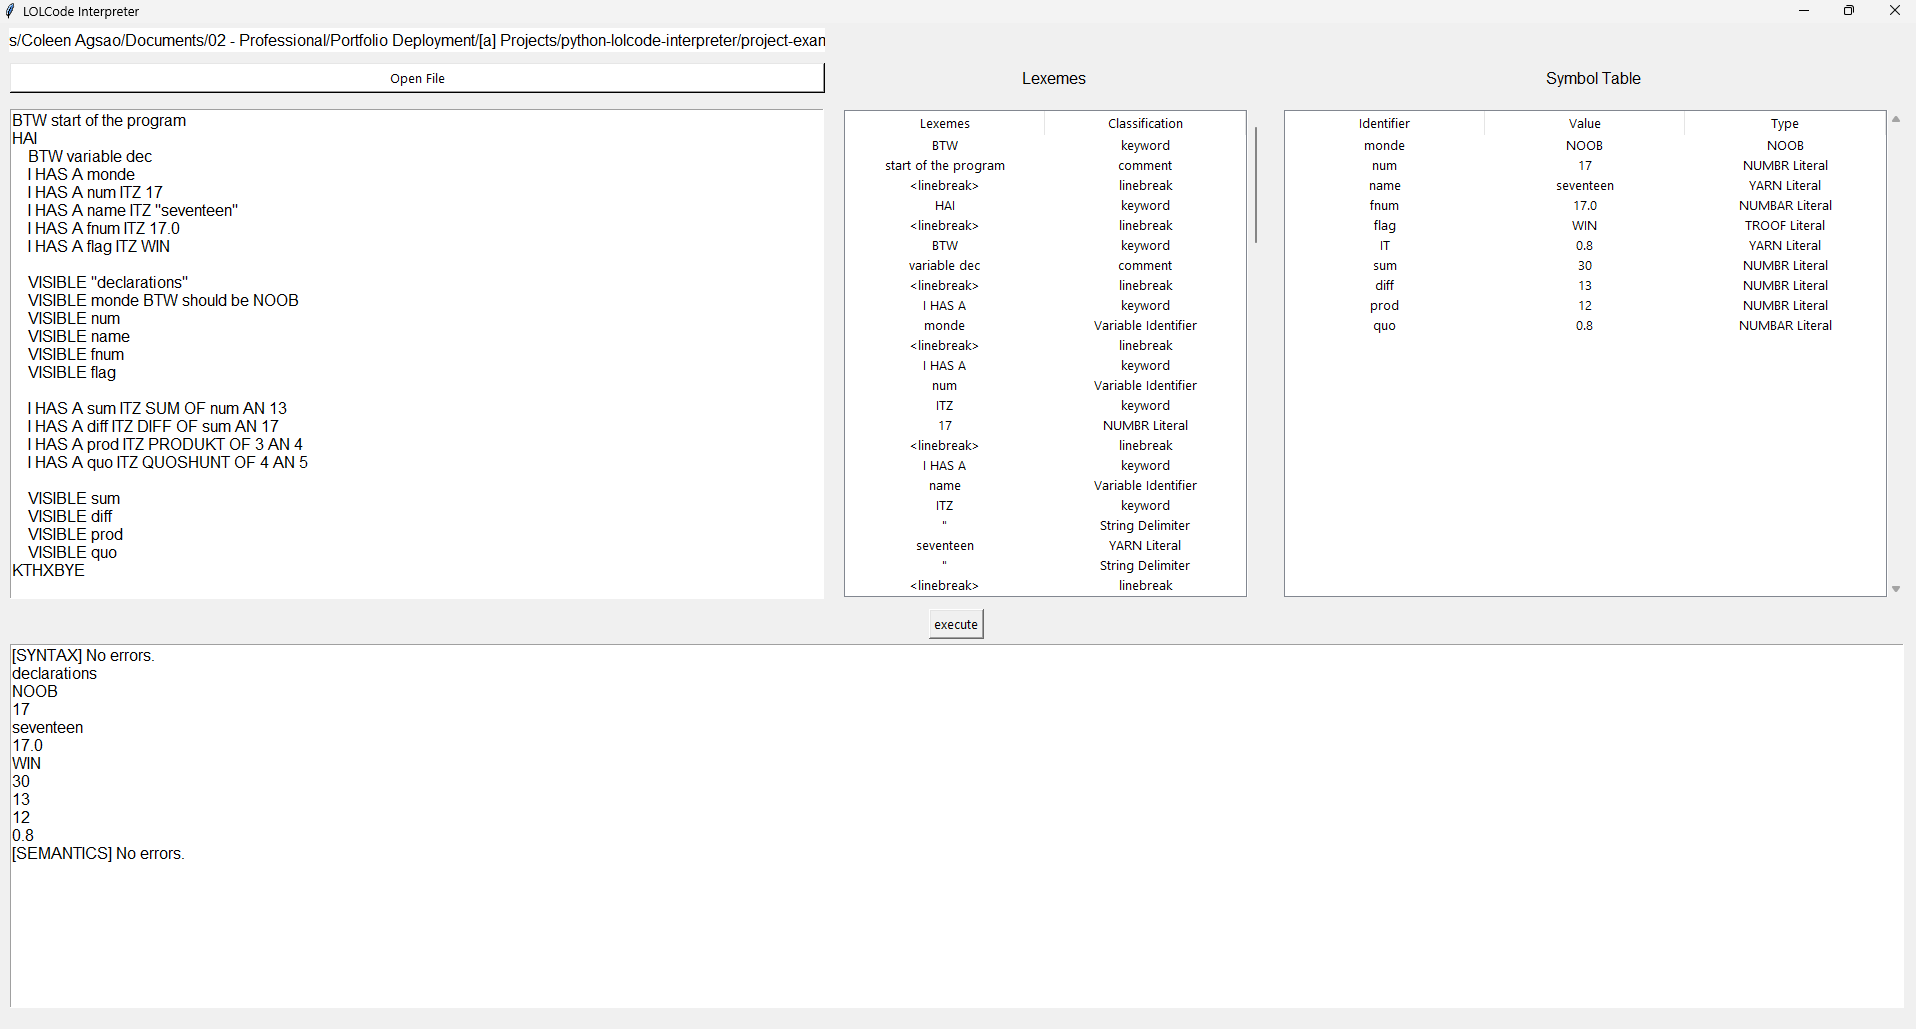 LOLCode Interpreter
s/Coleen Agsao/Documents/02 - Professional/Portfolio Deployment/[a] Projects/python-lolcode-interpreter/project-exan
Open File
BTW start of the program
HAI
    BTW variable dec
    I HAS A monde
    I HAS A num ITZ 17
    I HAS A name ITZ "seventeen"
    I HAS A fnum ITZ 17.0
    I HAS A flag ITZ WIN

    VISIBLE "declarations"
    VISIBLE monde BTW should be NOOB
    VISIBLE num
    VISIBLE name
    VISIBLE fnum
    VISIBLE flag

    I HAS A sum ITZ SUM OF num AN 13
    I HAS A diff ITZ DIFF OF sum AN 17
    I HAS A prod ITZ PRODUKT OF 3 AN 4
    I HAS A quo ITZ QUOSHUNT OF 4 AN 5

    VISIBLE sum
    VISIBLE diff
    VISIBLE prod
    VISIBLE quo
KTHXBYE
Lexemes
Lexemes Classification
BTW keyword
start of the program comment
<linebreak> linebreak
HAI keyword
<linebreak> linebreak
BTW keyword
variable dec comment
<linebreak> linebreak
I HAS A keyword
monde Variable Identifier
<linebreak> linebreak
I HAS A keyword
num Variable Identifier
ITZ keyword
17 NUMBR Literal
<linebreak> linebreak
I HAS A keyword
name Variable Identifier
ITZ keyword
" String Delimiter
seventeen YARN Literal
" String Delimiter
<linebreak> linebreak
Symbol Table
Identifier Value Type
monde NOOB NOOB
num 17 NUMBR Literal
name seventeen YARN Literal
fnum 17.0 NUMBAR Literal
flag WIN TROOF Literal
IT 0.8 YARN Literal
sum 30 NUMBR Literal
diff 13 NUMBR Literal
prod 12 NUMBR Literal
quo 0.8 NUMBAR Literal
execute
[SYNTAX] No errors.
declarations
NOOB
17
seventeen
17.0
WIN
30
13
12
0.8
[SEMANTICS] No errors.